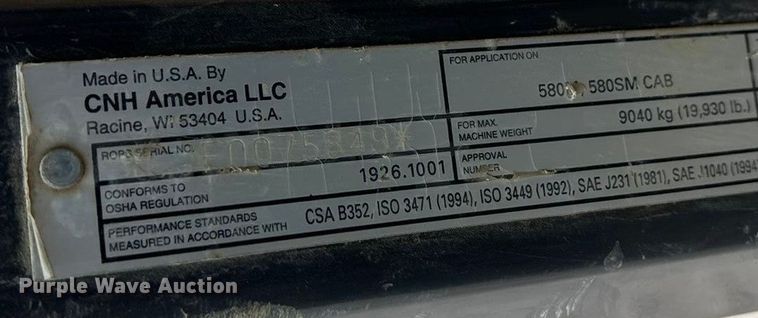 Made in U.S.A. By
CNH America LLC
Racine, WI 53404 U.S.A.
ROPS SERIAL NO.
CONFORMS TO
OSHA REGULATION
1926.1001
PERFORMANCE STANDARDS
MEASURED IN ACCORDANCE WITH
CSA B352, ISO 3471 (1994), ISO 3449 (1992), SAE J231 (1981), SAE J1040 (1994
FOR APPLICATION ON
580SM CAB
FOR MAX.
MACHINE WEIGHT
9040 kg (19,930 lb.)
APPROVAL
NUMBER
Purple Wave Auction